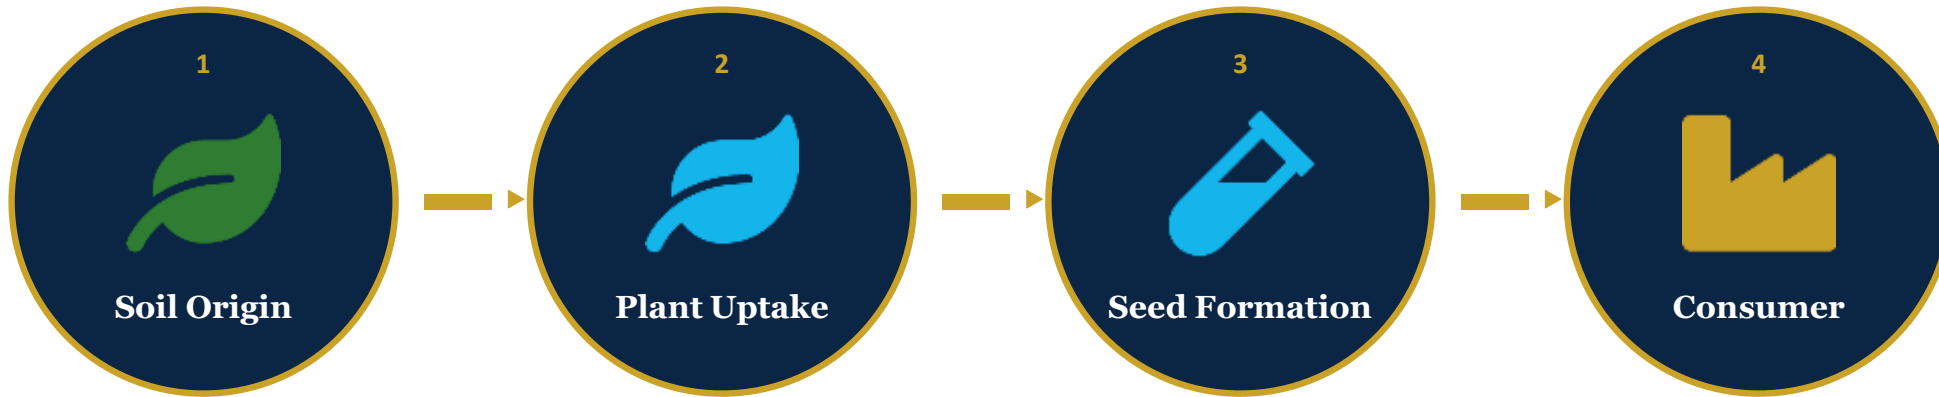 1
Soil Origin
2
Plant Uptake
3
Seed Formation
4
Consumer